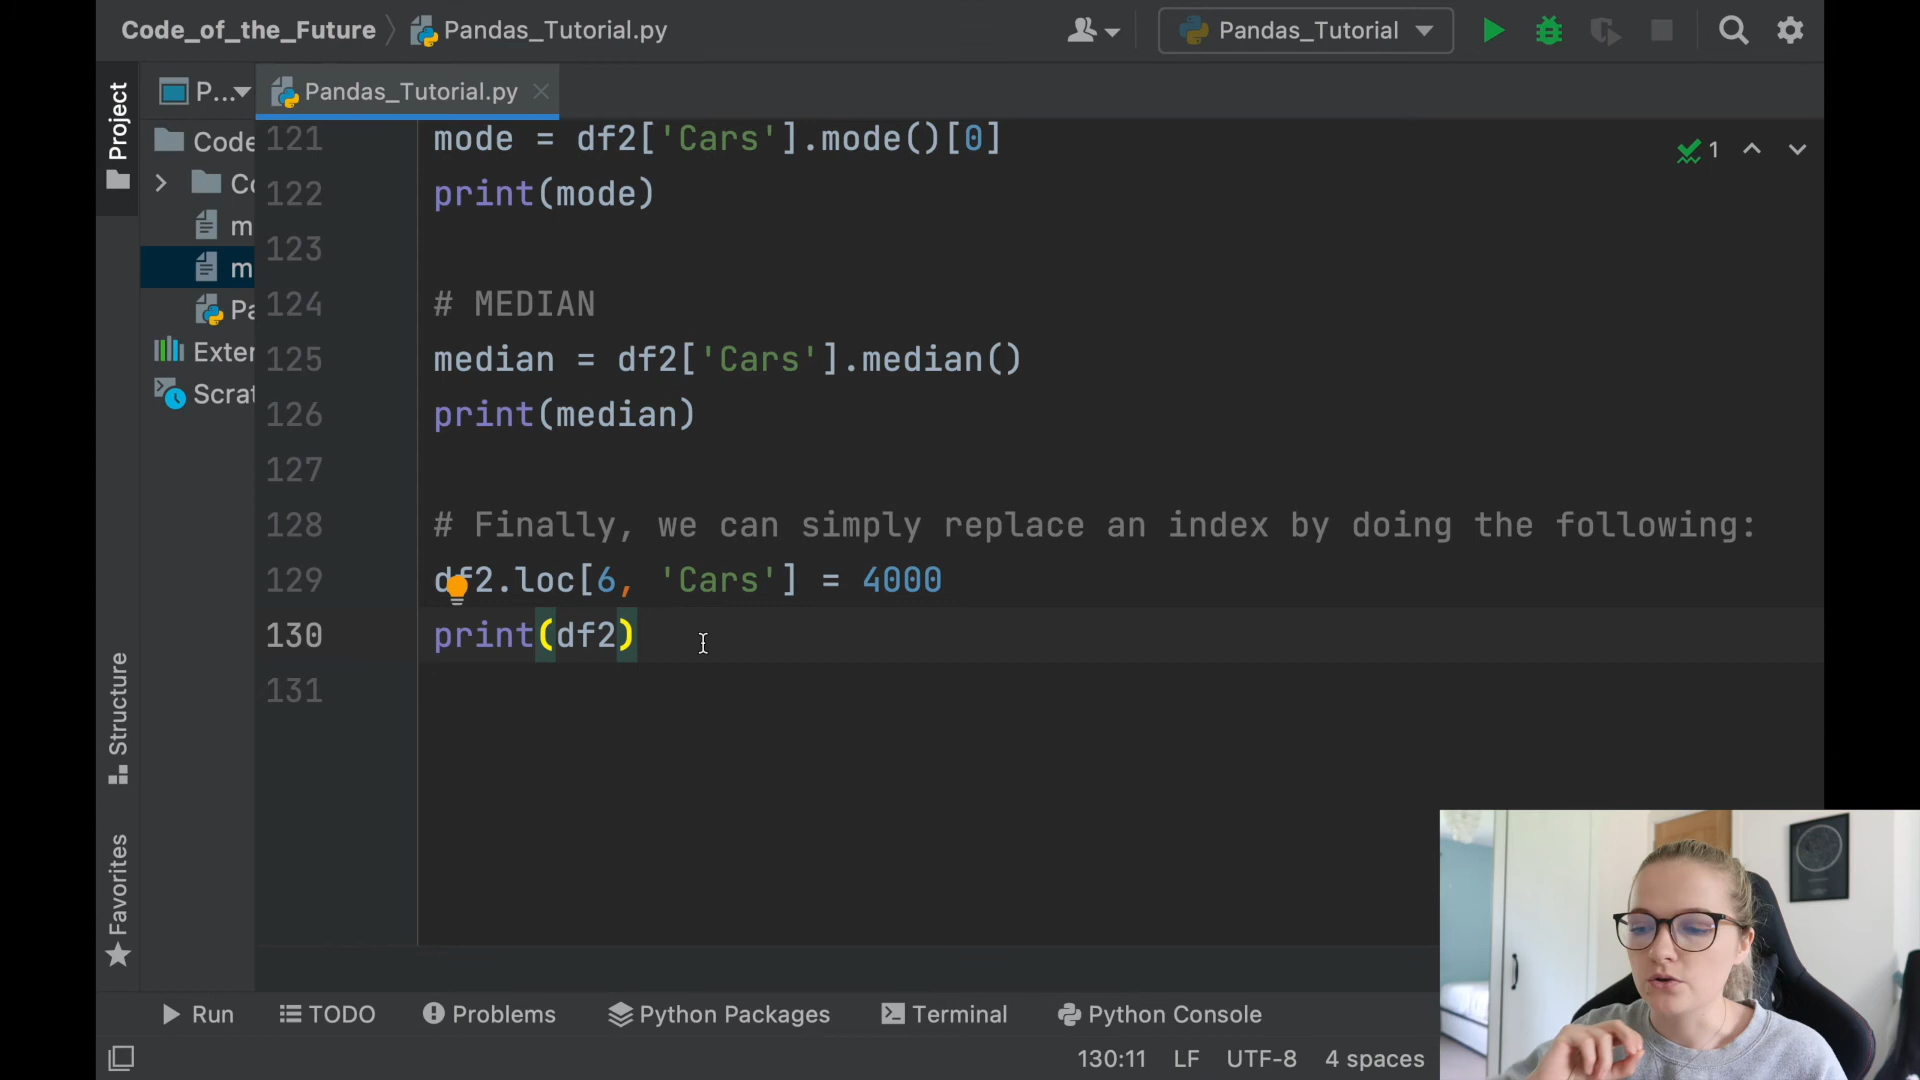 Code_of_the_Future
Pandas_Tutorial.py
Pandas_Tutorial
Project
P...
Pandas_Tutorial.py
Code
Co
m
m
Pa
Exter
Scrat
121 mode = df2['Cars'].mode()[0]
122 print(mode)
123
124 # MEDIAN
125 median = df2['Cars'].median()
126 print(median)
127
128 # Finally, we can simply replace an index by doing the following:
129 df2.loc[6, 'Cars'] = 4000
130 print(df2)
131
1
Structure
Favorites
Run TODO Problems Python Packages Terminal Python Console
130:11 LF UTF-8 4 spaces